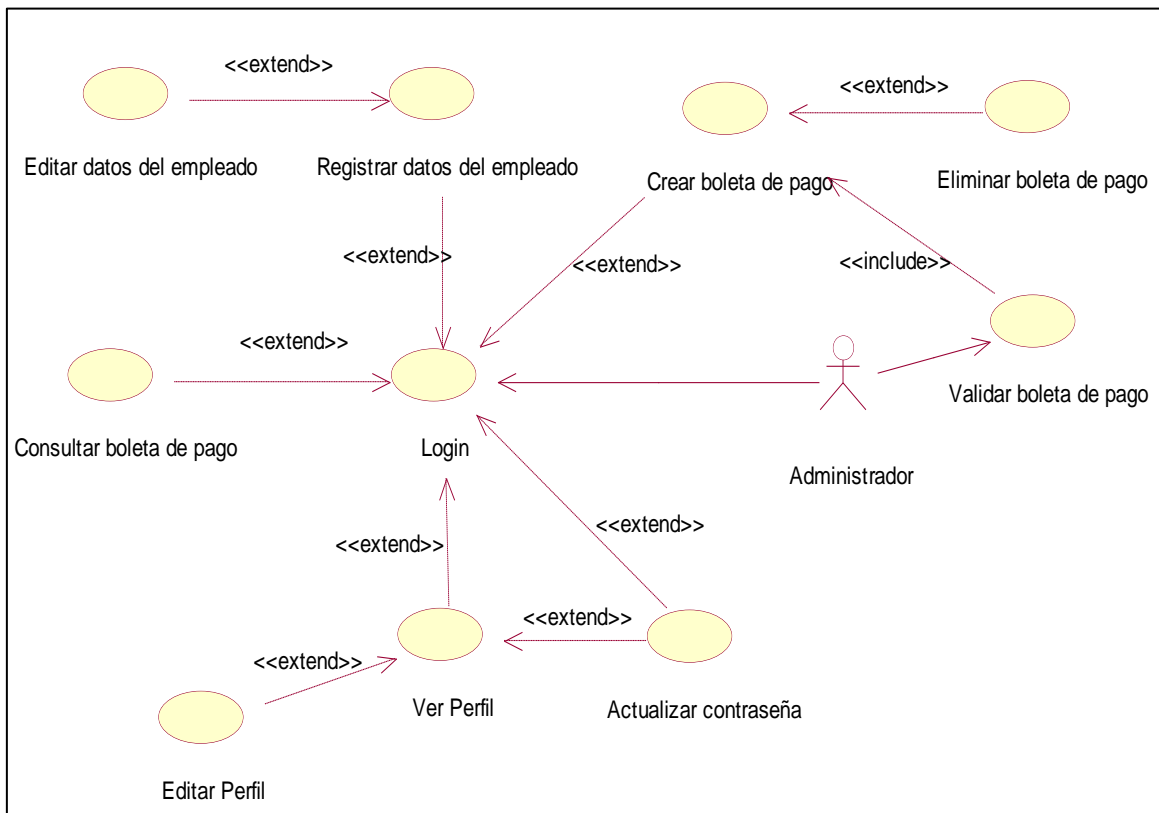 <<extend>>
<<extend>>
Editar datos del empleado
Registrar datos del empleado
Crear boleta de pago
Eliminar boleta de pago
<<extend>>
<<extend>>
<<include>>
<<extend>>
Consultar boleta de pago
Login
Validar boleta de pago
Administrador
<<extend>>
<<extend>>
<<extend>>
<<extend>>
Ver Perfil
Actualizar contraseña
Editar Perfil